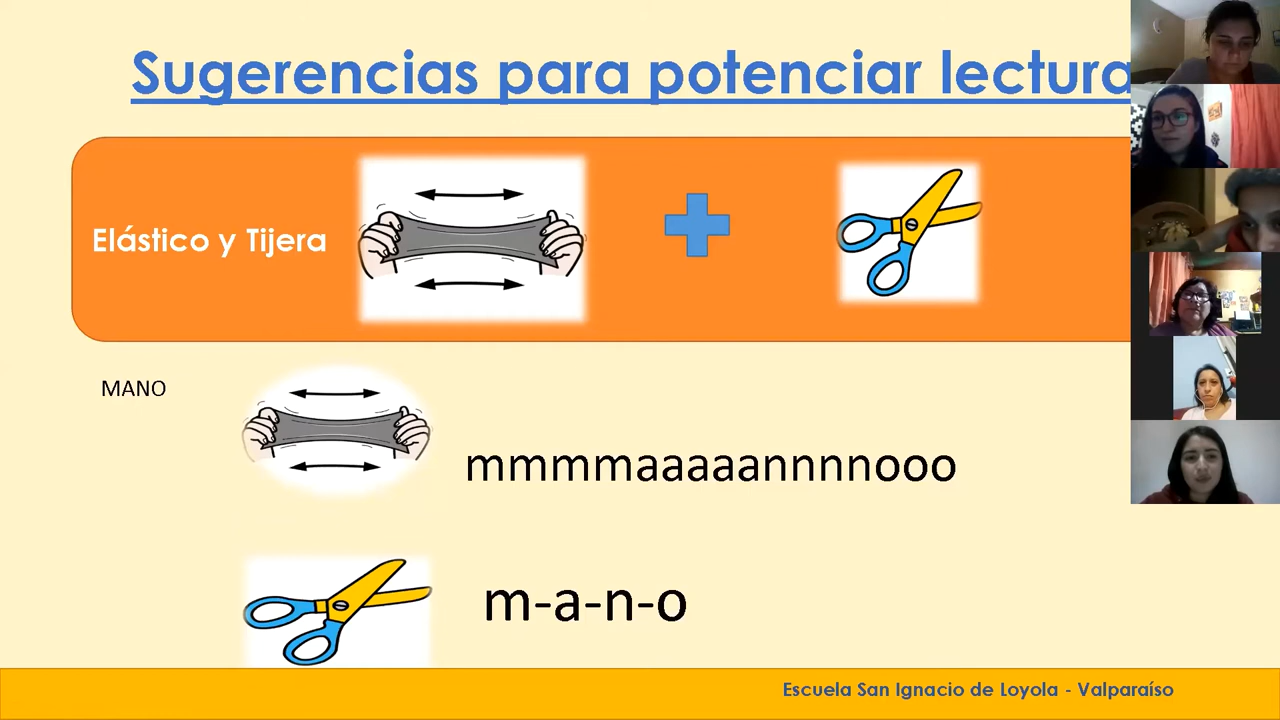 Sugerencias para potenciar lectura
Elástico y Tijera
MANO
mmmmaaaaannnnooo
m-a-n-o
Escuela San Ignacio de Loyola - Valparaíso